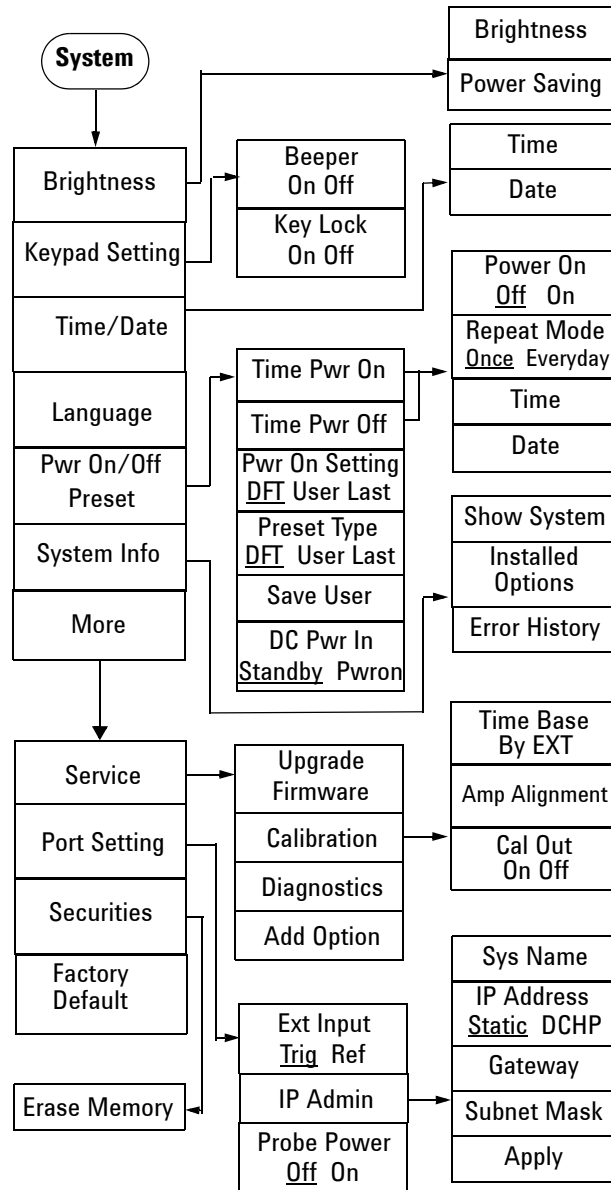 System
Brightness
Keypad Setting
Time/Date
Language
Pwr On/Off
Preset
System Info
More
Brightness
Power Saving
Beeper
On Off
Key Lock
On Off
Time
Date
Time Pwr On
Time Pwr Off
Pwr On Setting
DFT User Last
Preset Type
DFT User Last
Save User
DC Pwr In
Standby Pwron
Power On
Off On
Repeat Mode
Once Everyday
Time
Date
Show System
Installed
Options
Error History
Service
Port Setting
Securities
Factory
Default
Erase Memory
Upgrade
Firmware
Calibration
Diagnostics
Add Option
Time Base
By EXT
Amp Alignment
Cal Out
On Off
Ext Input
Trig Ref
IP Admin
Probe Power
Off On
Sys Name
IP Address
Static DCHP
Gateway
Subnet Mask
Apply